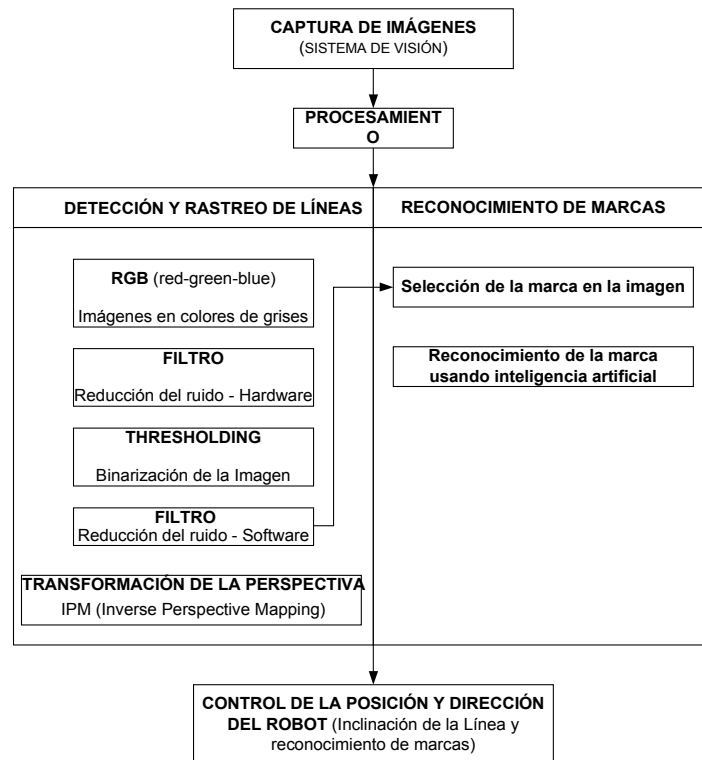 CAPTURA DE IMÁGENES
(SISTEMA DE VISIÓN)
PROCESAMIENT
O
DETECCIÓN Y RASTREO DE LÍNEAS
RGB (red-green-blue)
Imágenes en colores de grises
FILTRO
Reducción del ruido - Hardware
THRESHOLDING
Binarización de la Imagen
FILTRO
Reducción del ruido - Software
TRANSFORMACIÓN DE LA PERSPECTIVA
IPM (Inverse Perspective Mapping)
RECONOCIMIENTO DE MARCAS
Selección de la marca en la imagen
Reconocimiento de la marca
usando inteligencia artificial
CONTROL DE LA POSICIÓN Y DIRECCIÓN
DEL ROBOT (Inclinación de la Línea y
reconocimiento de marcas)